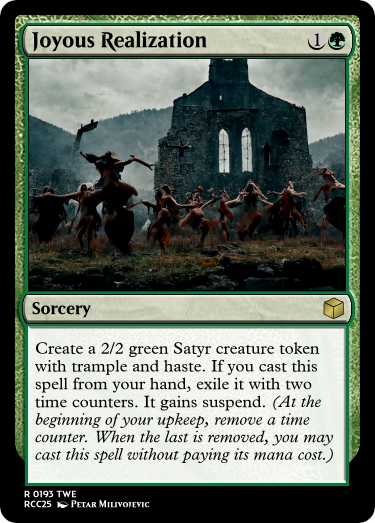 Joyous Realization 1
Sorcery
Create a 2/2 green Satyr creature token
with trample and haste. If you cast this
spell from your hand, exile it with two
time counters. It gains suspend. (At the
beginning of your upkeep, remove a time
counter. When the last is removed, you may
cast this spell without paying its mana cost.)
R 0193 TWE
RCC25 Petar Milivojevic